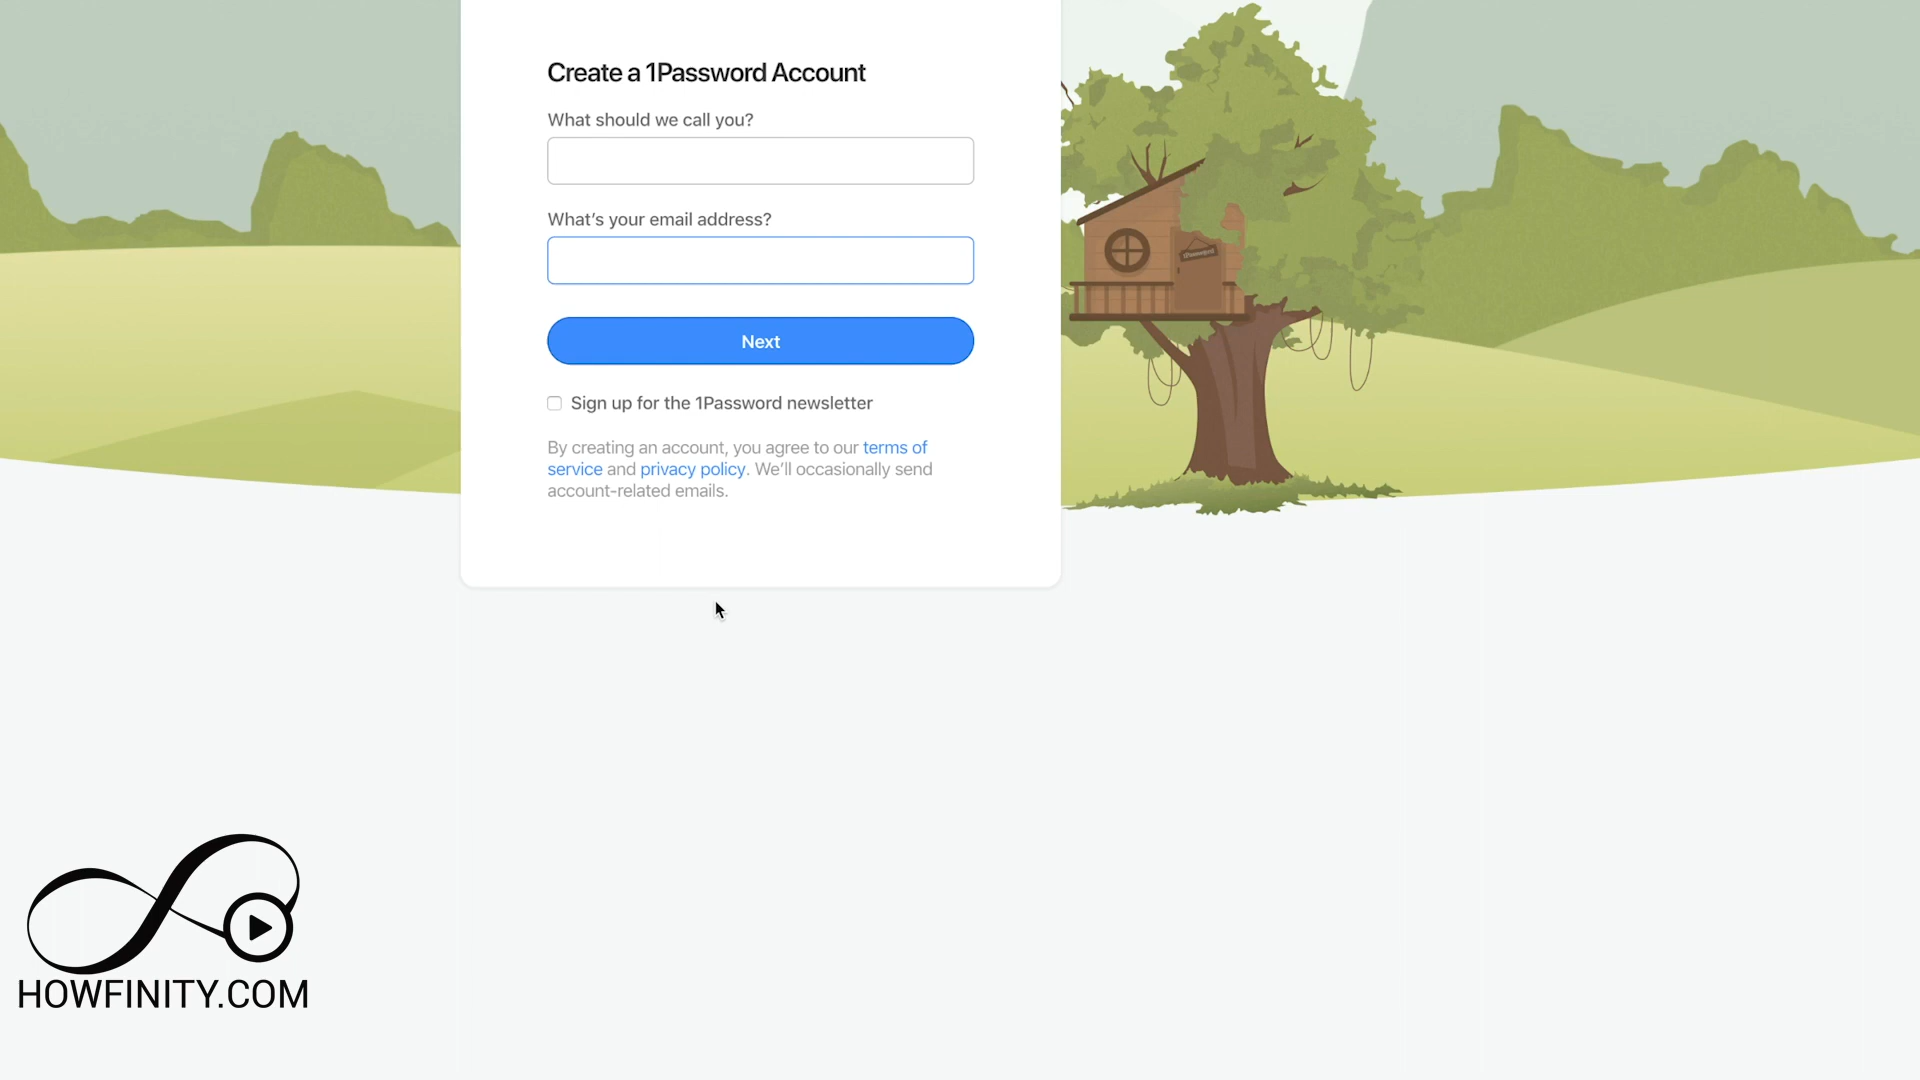 Create a 1Password Account
What should we call you?
What's your email address?
Next
Sign up for the 1Password newsletter
By creating an account, you agree to our terms of
service and privacy policy. We'll occasionally send
account-related emails.
HOWFINITY.COM